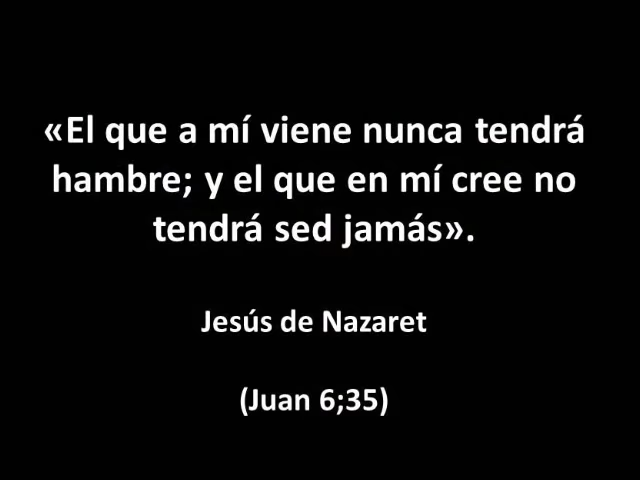 «El que a mí viene nunca tendrá
hambre; y el que en mí cree no
tendrá sed jamás».
Jesús de Nazaret
(Juan 6;35)